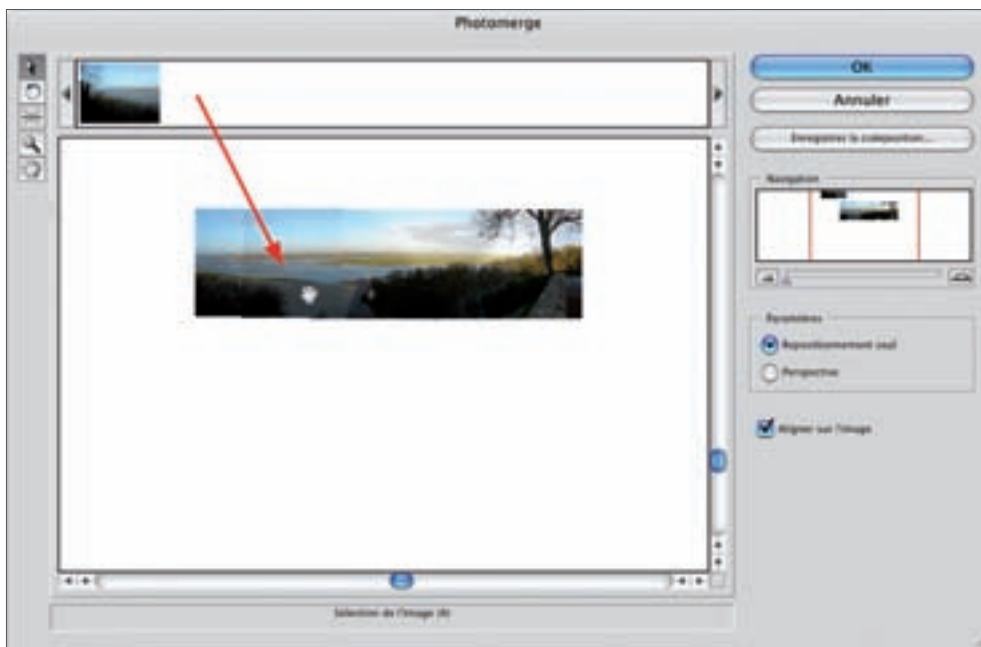 Photomerge
OK
Annuler
Enregistrer la composition...
Navigation
Paramètres
Repositionnement seul
Perspective
Aligner sur l'image
Sélection de l'image (A)